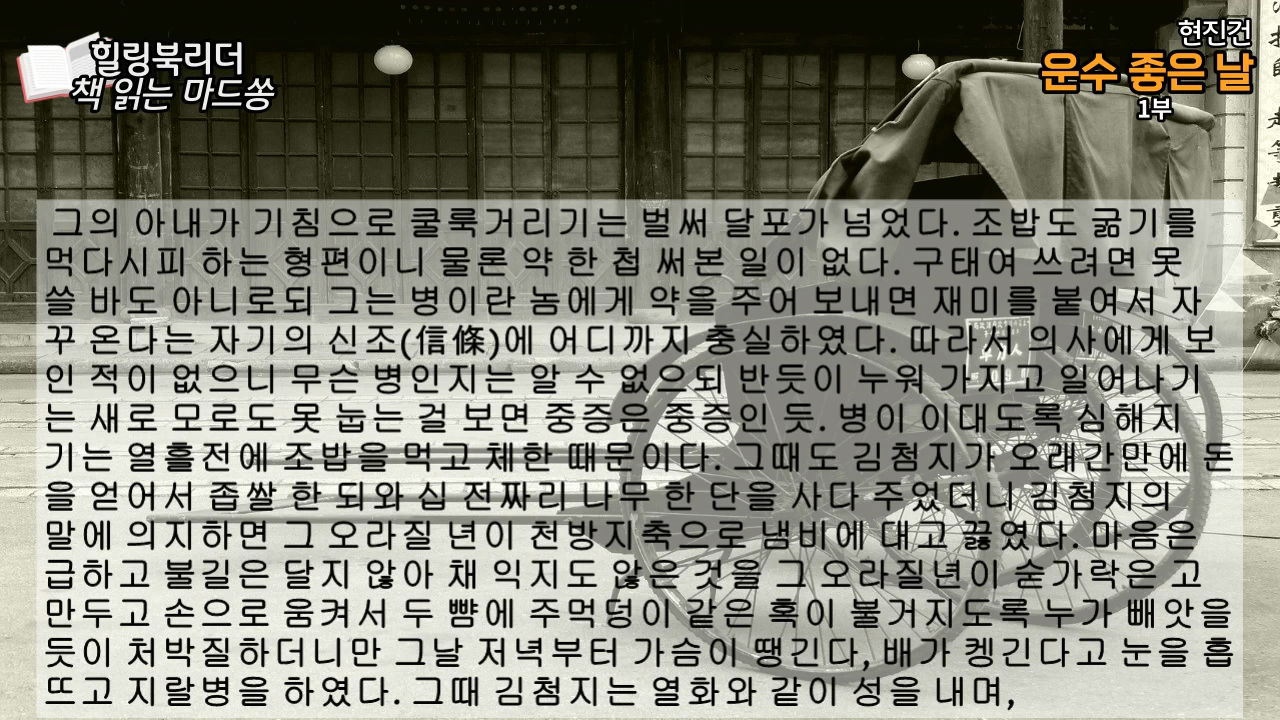 힐링북리더
책 읽는 마드쏭
현진건
운수 좋은 날
1부
그의 아내가 기침으로 쿨룩거리기는 벌써 달포가 넘었다. 조밥도 굶기를
먹다시피 하는 형편이니 물론 약 한 첩 써본 일이 없다. 구태여 쓰려면 못
쓸 바도 아니로되 그는 병이란 놈에게 약을 주어 보내면 재미를 붙여서 자
꾸 온다는 자기의 신조(信條)에 어디까지 충실하였다. 따라서 의사에게 보
인 적이 없으니 무슨 병인지는 알 수 없으되 반듯이 누워 가지고 일어나기
는 새로 모로도 못 눕는 걸 보면 중증은 중증인 듯. 병이 이대도록 심해지
기는 열흘전에 조밥을 먹고 체한 때문이다. 그때도 김첨지가 오래간만에 돈
을 얻어서 좁쌀 한 되와 십 전짜리 나무 한 단을 사다 주었더니 김첨지의
말에 의지하면 그 오라질 년이 천방지축으로 냄비에 대고 끓였다. 마음은
급하고 불길은 달지 않아 채 익지도 않은 것을 그 오라질년이 숟가락은 고
만두고 손으로 움켜서 두 뺨에 주먹덩이 같은 혹이 불거지도록 누가 빼앗을
듯이 처박질하더니만 그날 저녁부터 가슴이 땡긴다, 배가 켕긴다고 눈을 홉
뜨고 지랄병을 하였다. 그때 김첨지는 열화와 같이 성을 내며,